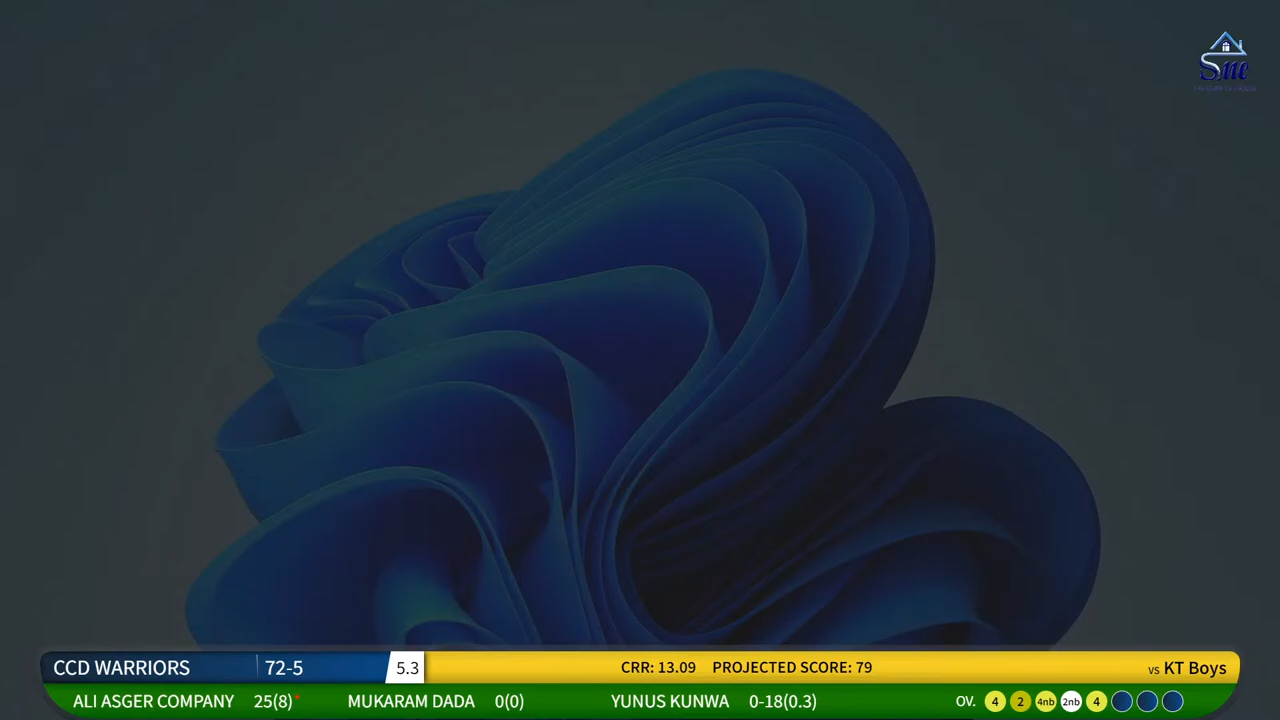 Sme
CCD WARRIORS 72-5 5.3 CRR: 13.09 PROJECTED SCORE: 79 vs KT Boys
ALI ASGER COMPANY 25(8)* MUKARAM DADA 0(0) YUNUS KUNWA 0-18(0.3) OV. 4 2 4nb 2nb 4